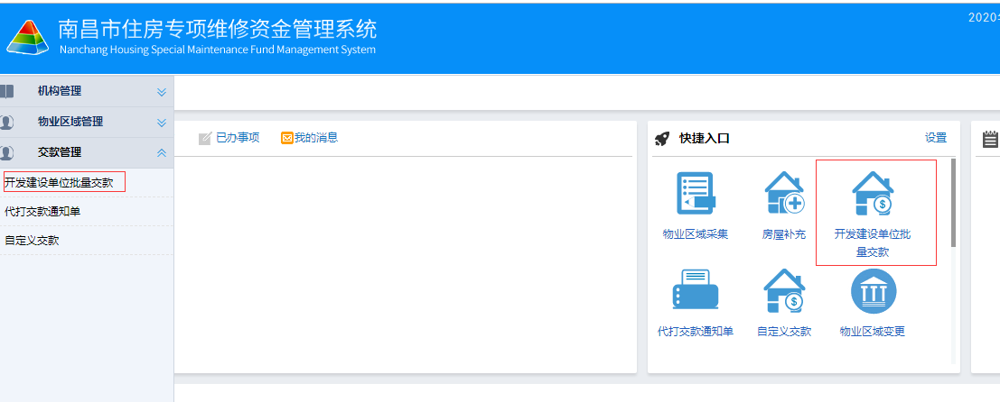 南昌市住房专项维修资金管理系统
Nanchang Housing Special Maintenance Fund Management System
2020
机构管理
物业区域管理
交款管理
开发建设单位批量交款
代打交款通知单
自定义交款
已办事项
我的消息
快捷入口
设置
物业区域采集
房屋补充
开发建设单位批
量交款
代打交款通知单
自定义交款
物业区域变更